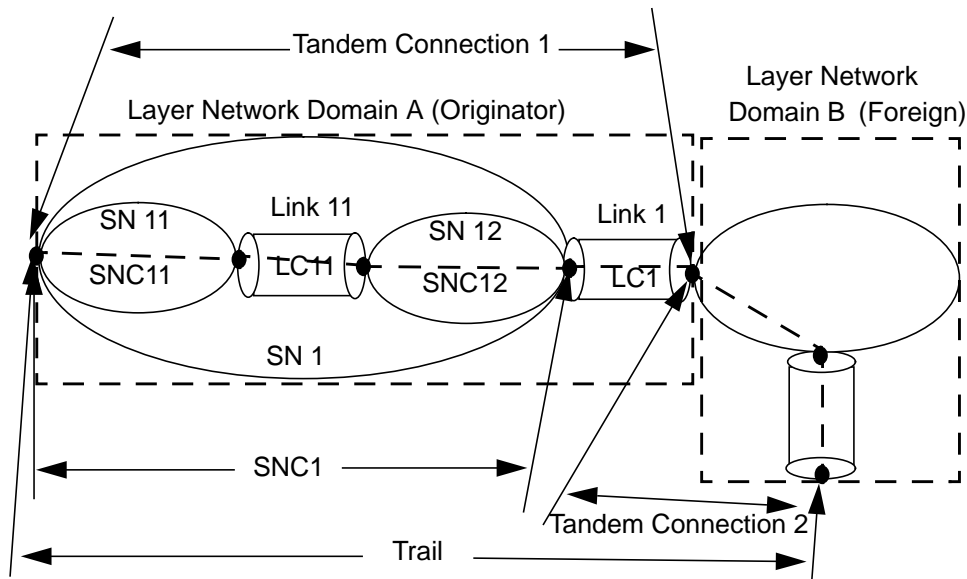 Tandem Connection 1
Layer Network
Domain B (Foreign)
Layer Network Domain A (Originator)
SN 11
Link 11
SN 12
Link 1
SNC11
LC11
SNC12
LC1
SN 1
SNC1
Tandem Connection 2
Trail